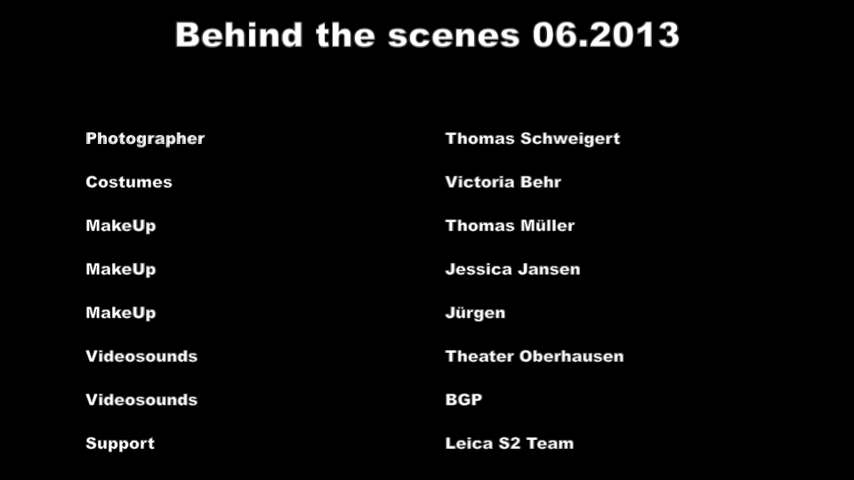 Behind the scenes 06.2013
Photographer Thomas Schweigert
Costumes Victoria Behr
MakeUp Thomas Müller
MakeUp Jessica Jansen
MakeUp Jürgen
Videosounds Theater Oberhausen
Videosounds BGP
Support Leica S2 Team